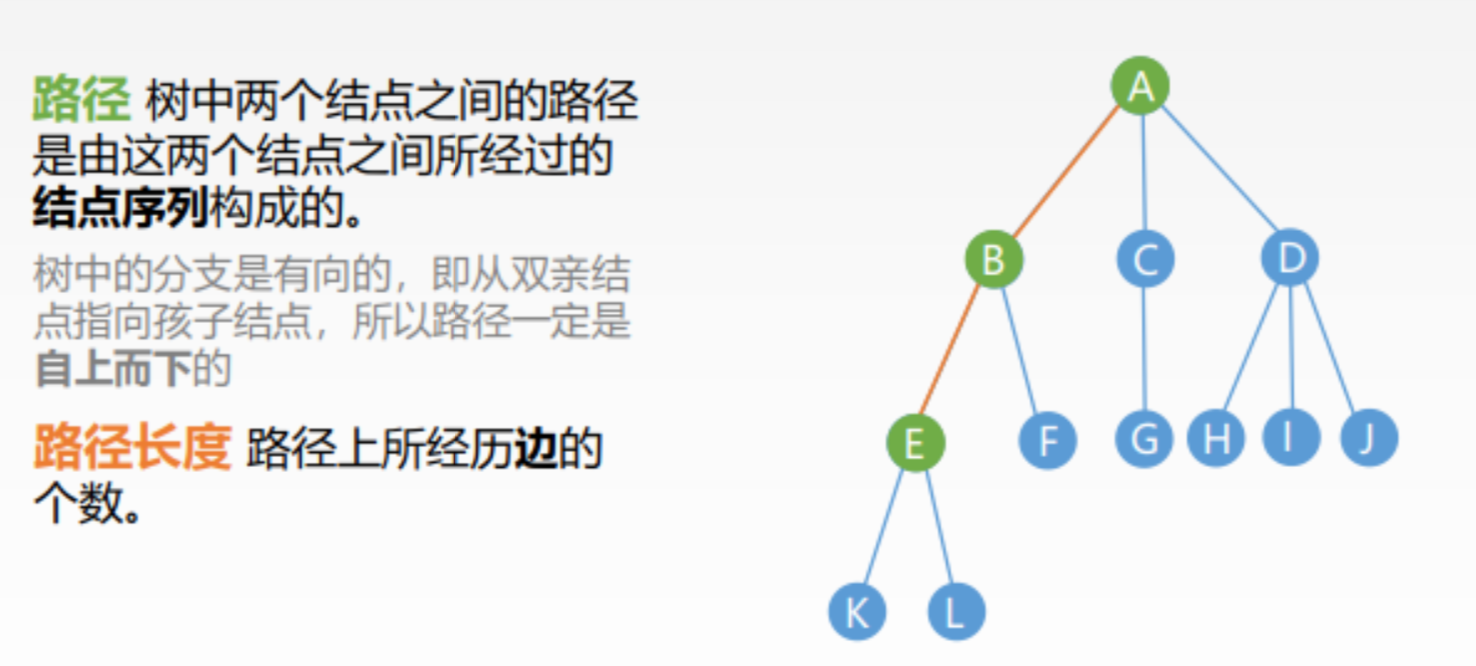 路径 树中两个结点之间的路径
是由这两个结点之间所经过的
结点序列构成的。
树中的分支是有向的，即从双亲结
点指向孩子结点，所以路径一定是
自上而下的
路径长度 路径上所经历边的
个数。
A
B
C
D
E
F
G
H
I
J
K
L